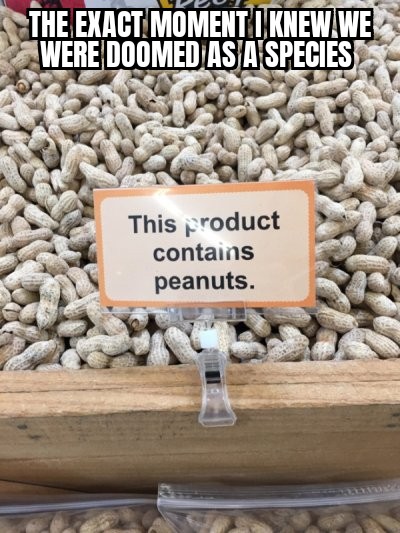 THE EXACT MOMENT I KNEW WE
WERE DOOMED AS A SPECIES
This product
contains
peanuts.